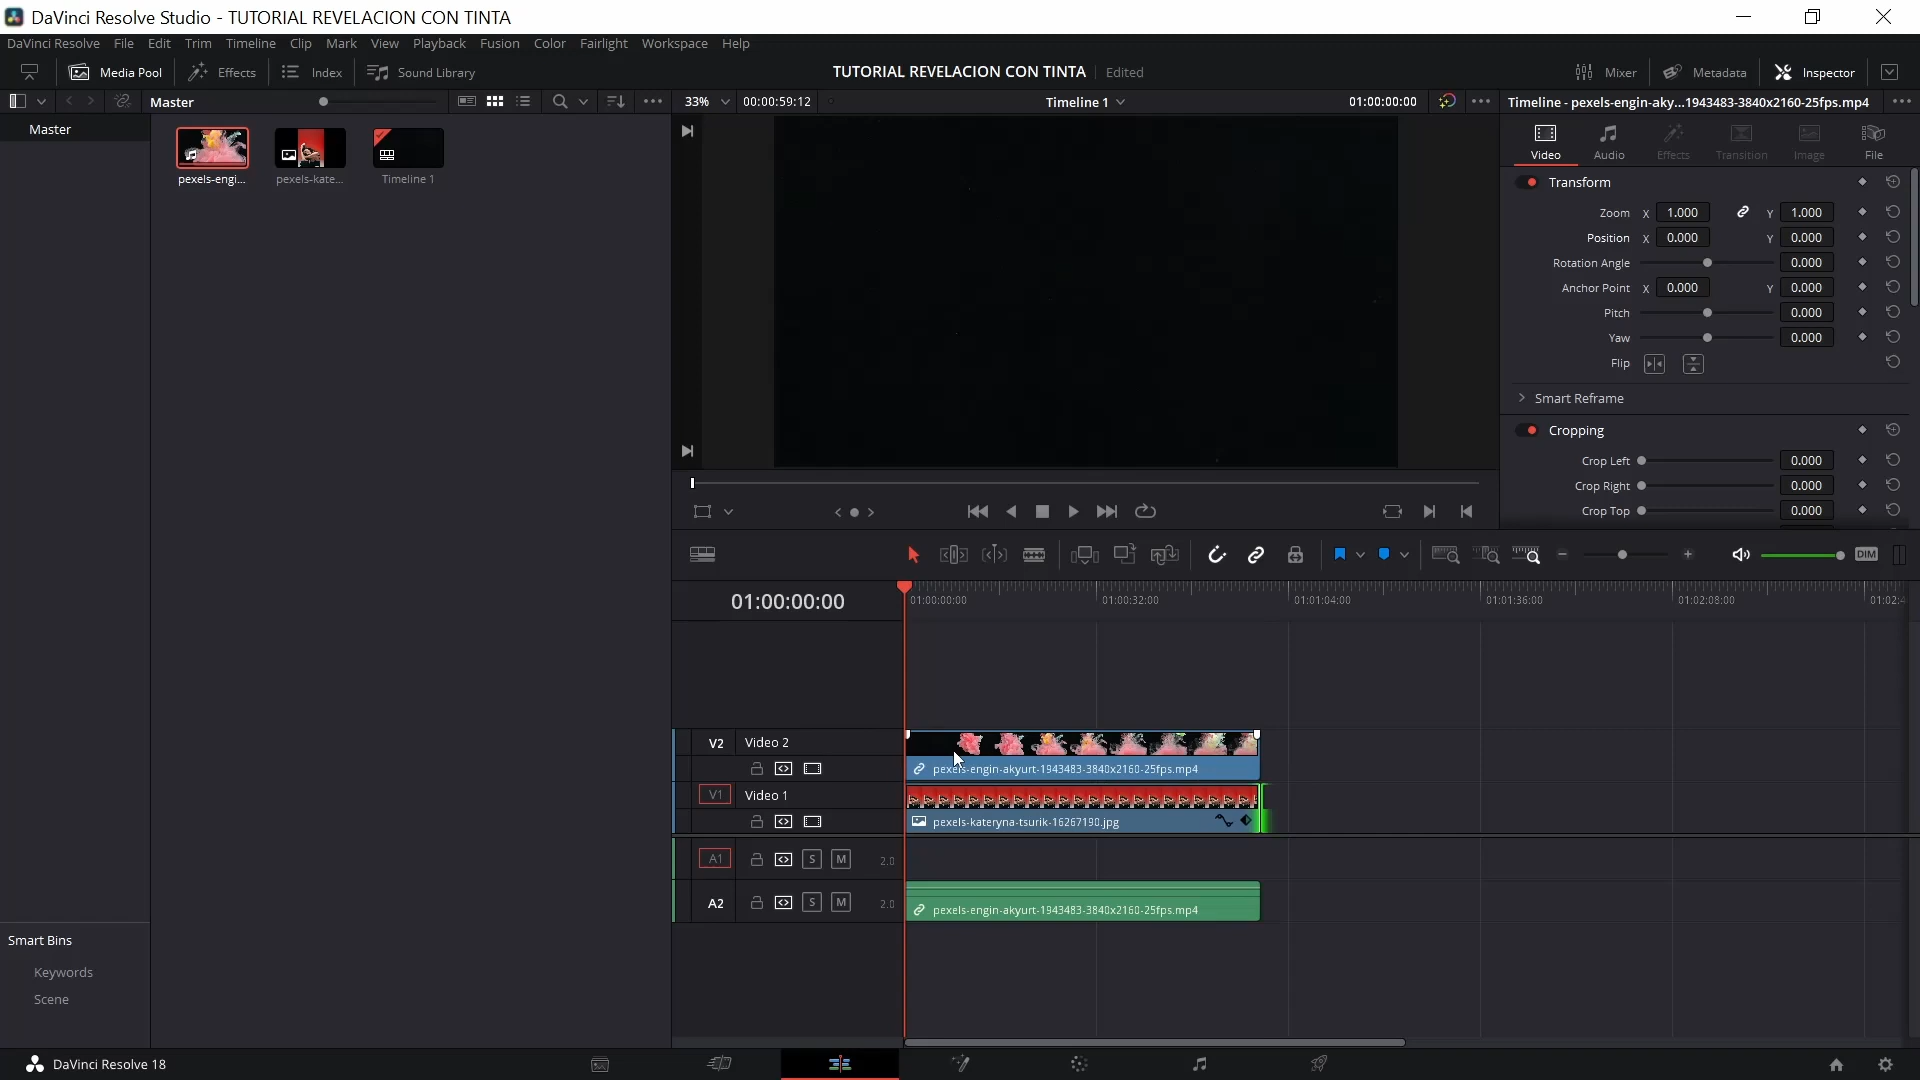 DaVinci Resolve Studio - TUTORIAL REVELACION CON TINTA
DaVinci Resolve File Edit Trim Timeline Clip Mark View Playback Fusion Color Fairlight Workspace Help
Media Pool Effects Index Sound Library TUTORIAL REVELACION CON TINTA Edited Mixer Metadata Inspector
Master 33% 00:00:59:12 Timeline 1 01:00:00:00 Timeline - pexels-engin-aky...1943483-3840x2160-25fps.mp4
Master
pexels-engi... pexels-kate... Timeline 1
Video Audio Effects Transition Image File
Transform
Zoom X 1.000 Y 1.000
Position X 0.000 Y 0.000
Rotation Angle 0.000
Anchor Point X 0.000 Y 0.000
Pitch 0.000
Yaw 0.000
Flip
Smart Reframe
Cropping
Crop Left 0.000
Crop Right 0.000
Crop Top 0.000
DIM
01:00:00:00
01:00:00:00 01:00:32:00 01:01:04:00 01:01:36:00 01:02:08:00 01:02:4
V2 Video 2
pexels-engin-akyurt-1943483-3840x2160-25fps.mp4
V1 Video 1
pexels-kateryna-tsurik-16267190.jpg
A1 S M 2.0
A2 S M 2.0
pexels-engin-akyurt-1943483-3840x2160-25fps.mp4
Smart Bins
Keywords
Scene
DaVinci Resolve 18